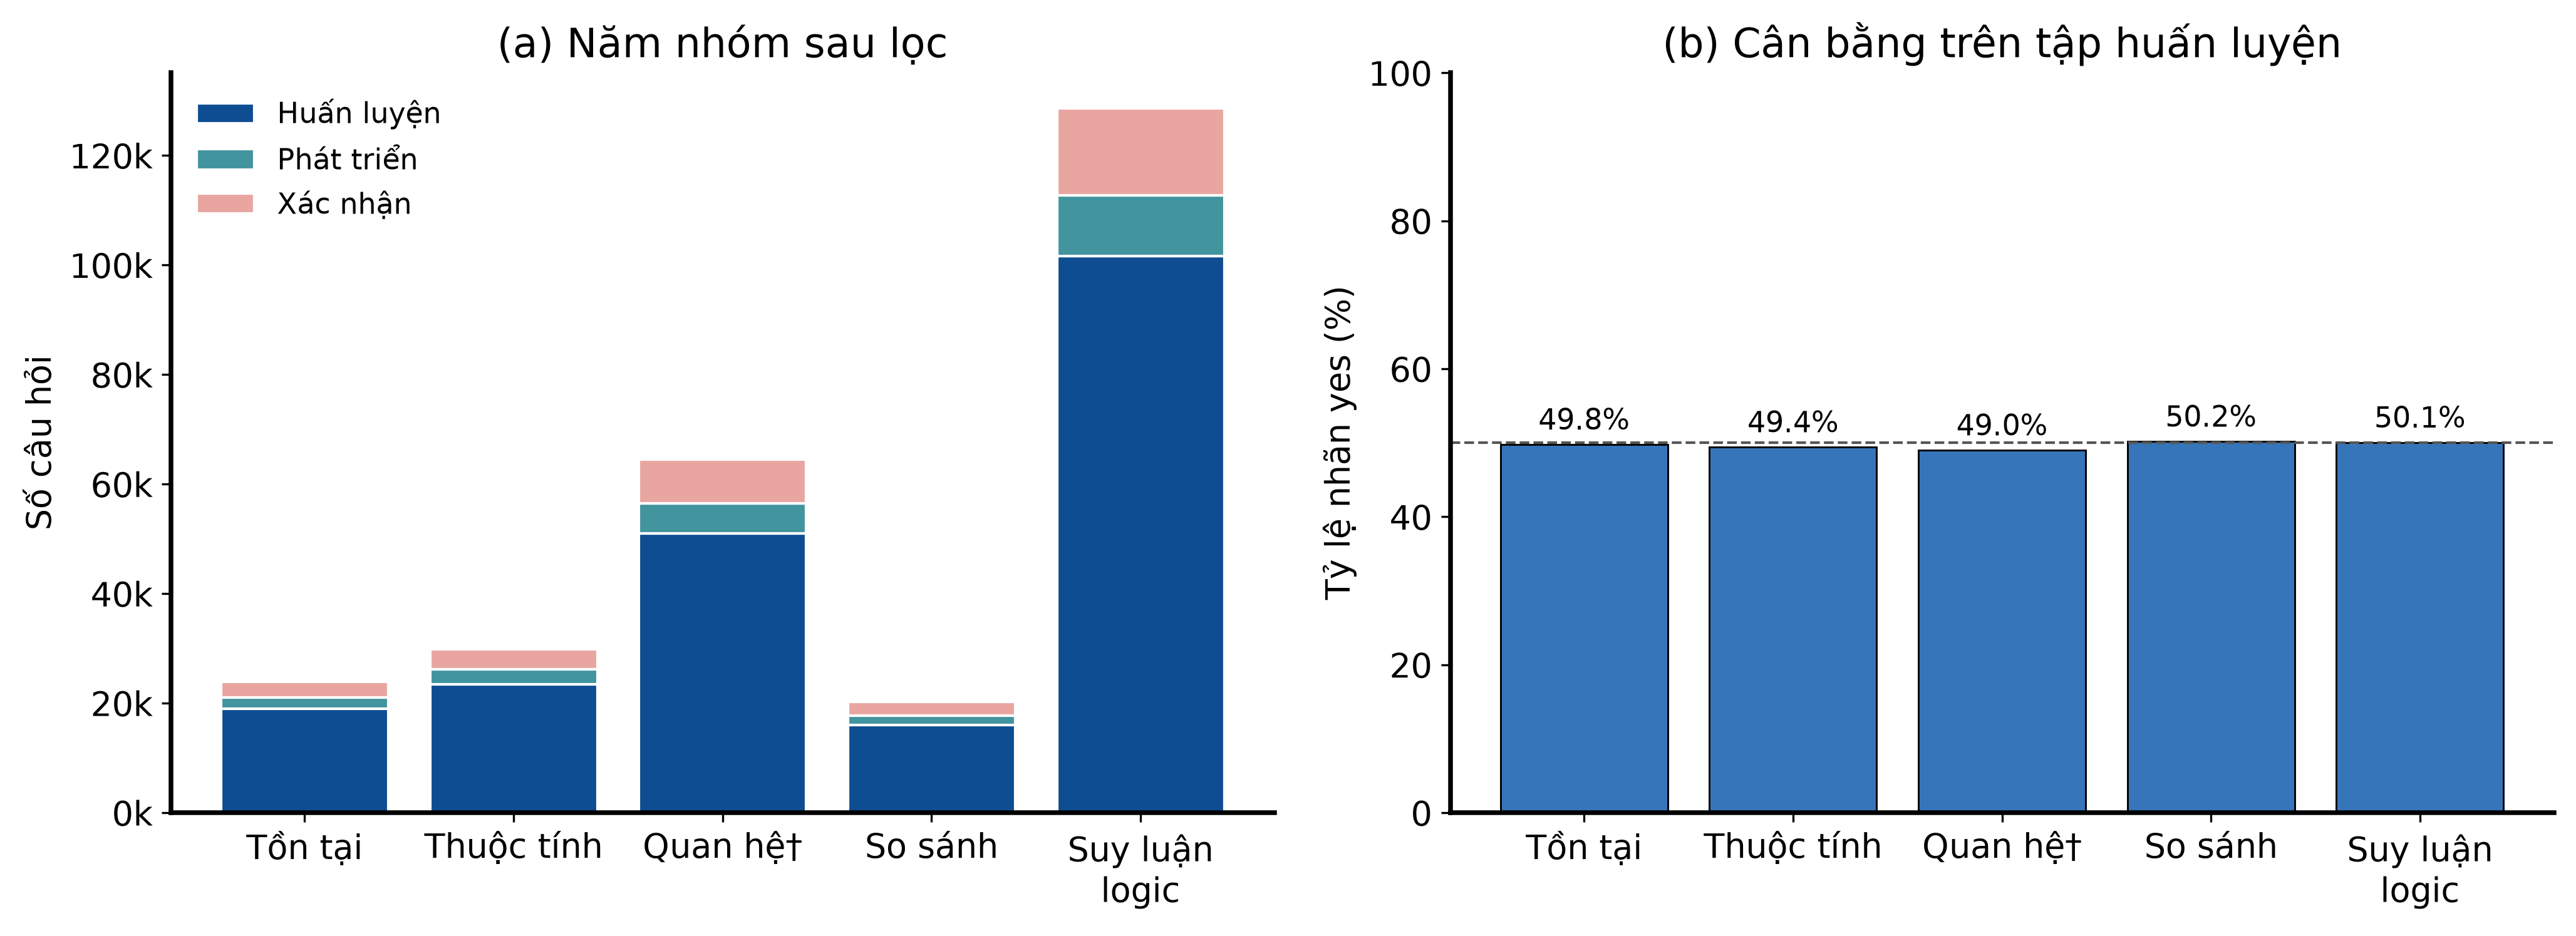 (a) Năm nhóm sau lọc
Huấn luyện
Phát triển
Xác nhận
Số câu hỏi
120k
100k
80k
60k
40k
20k
0k
Tồn tại
Thuộc tính
Quan hệ†
So sánh
Suy luận
logic
(b) Cân bằng trên tập huấn luyện
Tỷ lệ nhãn yes (%)
100
80
60
40
20
0
49.8%
49.4%
49.0%
50.2%
50.1%
Tồn tại
Thuộc tính
Quan hệ†
So sánh
Suy luận
logic